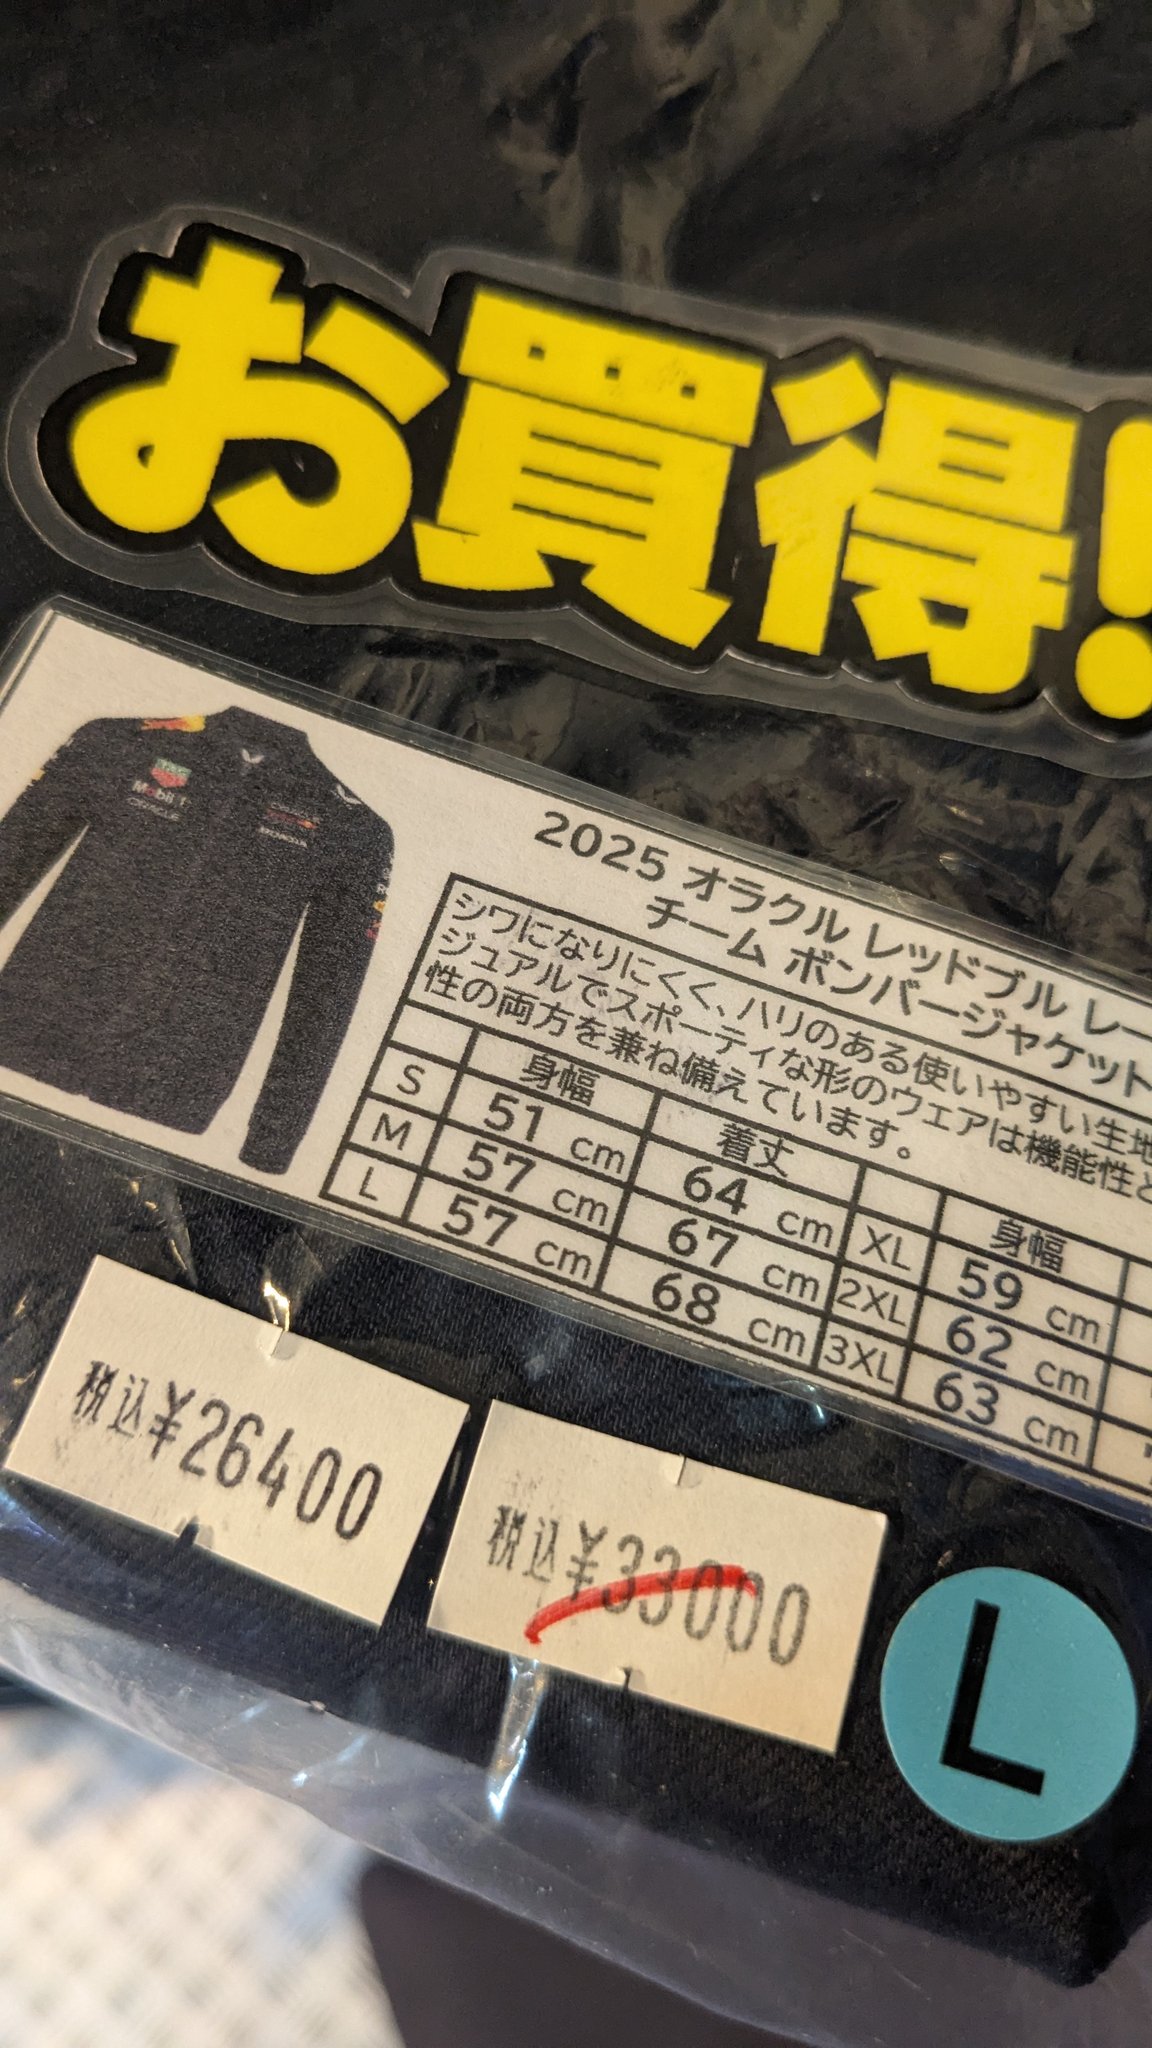 お買得!
2025 オラクル レッドブル レー
チーム ボンバージャケット
シワになりにくく、ハリのある使いやすい生地
ジュアルでスポーティな形のウェアは機能性と
性の両方を兼ね備えています。
身幅 着丈 身幅
S 51 cm 64 cm XL 59 cm
M 57 cm 67 cm 2XL 62 cm
L 57 cm 68 cm 3XL 63 cm
税込¥26400
税込¥33000
L
Mobil 1
ORACLE